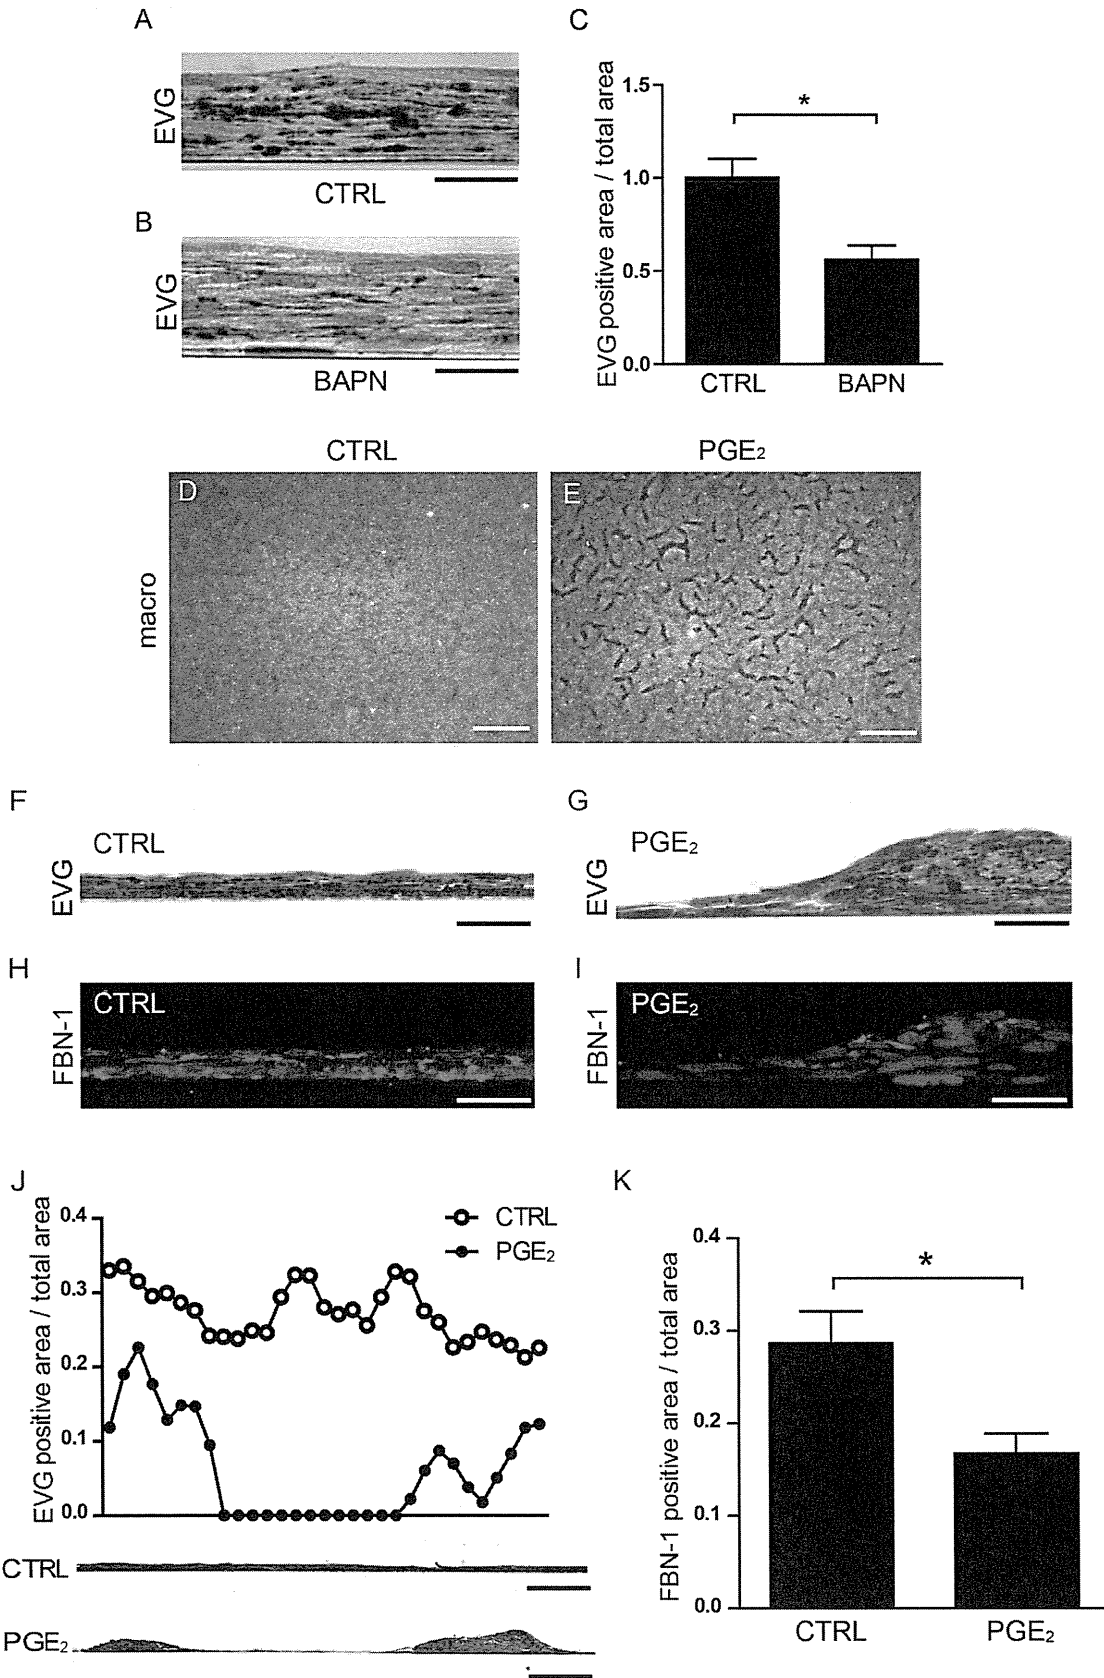 A
EVG
CTRL
B
EVG
BAPN
C
EVG positive area / total area
1.5
1.0
0.5
0.0
*
CTRL
BAPN
CTRL
PGE₂
macro
D
E
F
CTRL
EVG
G
PGE₂
EVG
H
CTRL
FBN-1
I
PGE₂
FBN-1
J
EVG positive area / total area
0.4
0.3
0.2
0.1
0.0
CTRL
PGE₂
CTRL
PGE₂
K
FBN-1 positive area / total area
0.4
0.3
0.2
0.1
0.0
*
CTRL
PGE₂